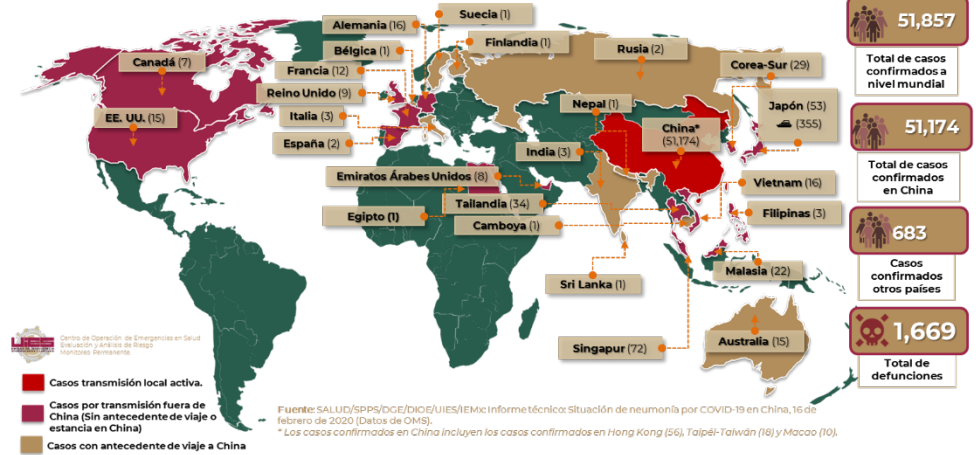 Suecia (1)
Alemania (16)
Bélgica (1)
Finlandia (1)
Rusia (2)
Canadá (7)
Francia (12)
Corea-Sur (29)
Reino Unido (9)
Nepal (1)
Japón (53)
(355)
EE. UU. (15)
Italia (3)
China*
(51,174)
España (2)
India (3)
Emiratos Árabes Unidos (8)
Vietnam (16)
Egipto (1)
Tailandia (34)
Filipinas (3)
Camboya (1)
Sri Lanka (1)
Malasia (22)
Singapur (72)
Australia (15)
51,857
Total de casos
confirmados a
nivel mundial
51,174
Total de casos
confirmados
en China
683
Casos
confirmados
otros países
1,669
Total de
defunciones
UIES
Centro de Operación de Emergencias en Salud
Evaluación y Análisis de Riesgo
Monitoreo Permanente
Casos transmisión local activa.
Casos por transmisión fuera de
China (Sin antecedente de viaje o
estancia en China)
Casos con antecedente de viaje a China
Fuente: SALUD/SPPS/DGE/DIOE/UIES/IEMx: Informe técnico: Situación de neumonía por COVID-19 en China, 16 de
febrero de 2020 (Datos de OMS).
* Los casos confirmados en China incluyen los casos confirmados en Hong Kong (56), Taipéi-Taiwán (18) y Macao (10).